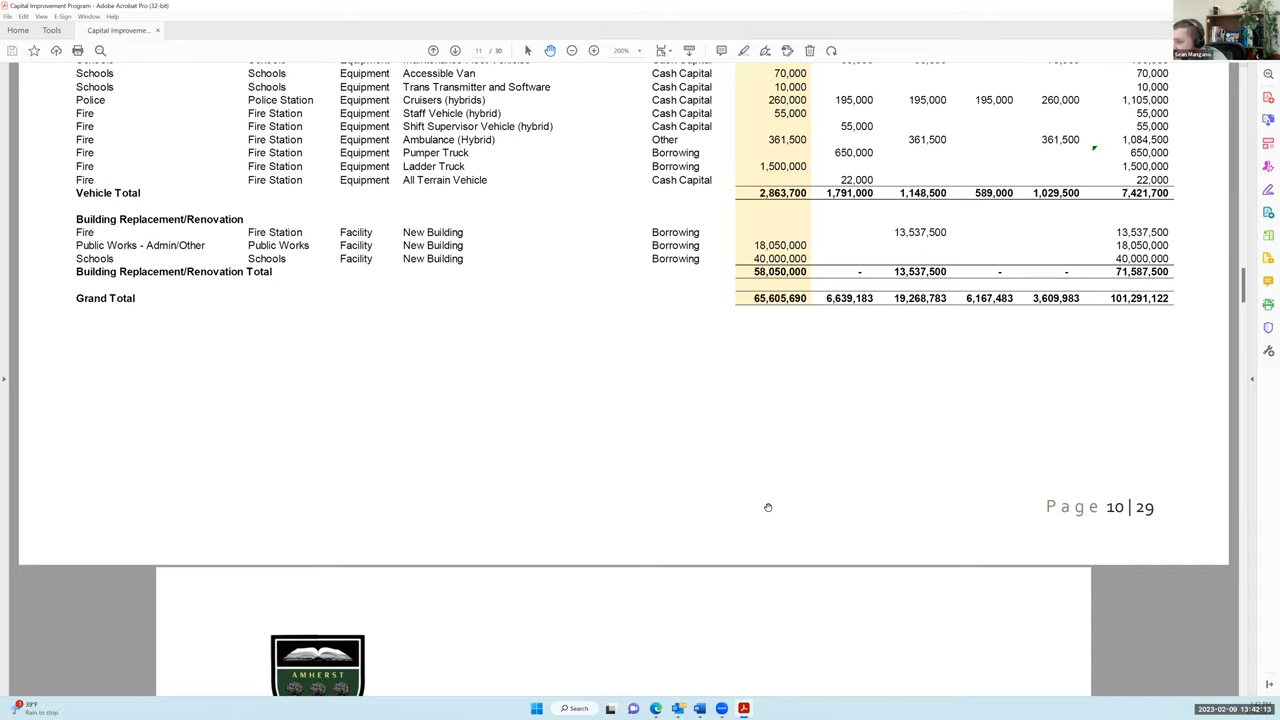 Capital Improvement Program - Adobe Acrobat Pro (32-bit)
File Edit View E-Sign Window Help
Home Tools Capital Improveme... ×
11 / 30 200%
Sean Mangano
Schools Schools Equipment Accessible Van Cash Capital 70,000 70,000
Schools Schools Equipment Trans Transmitter and Software Cash Capital 10,000 10,000
Police Police Station Equipment Cruisers (hybrids) Cash Capital 260,000 195,000 195,000 195,000 260,000 1,105,000
Fire Fire Station Equipment Staff Vehicle (hybrid) Cash Capital 55,000 55,000
Fire Fire Station Equipment Shift Supervisor Vehicle (hybrid) Cash Capital 55,000 55,000
Fire Fire Station Equipment Ambulance (Hybrid) Other 361,500 361,500 361,500 1,084,500
Fire Fire Station Equipment Pumper Truck Borrowing 650,000 650,000
Fire Fire Station Equipment Ladder Truck Borrowing 1,500,000 1,500,000
Fire Fire Station Equipment All Terrain Vehicle Cash Capital 22,000 22,000
Vehicle Total 2,863,700 1,791,000 1,148,500 589,000 1,029,500 7,421,700
Building Replacement/Renovation
Fire Fire Station Facility New Building Borrowing 13,537,500 13,537,500
Public Works - Admin/Other Public Works Facility New Building Borrowing 18,050,000 18,050,000
Schools Schools Facility New Building Borrowing 40,000,000 40,000,000
Building Replacement/Renovation Total 58,050,000 - 13,537,500 - - 71,587,500
Grand Total 65,605,690 6,639,183 19,268,783 6,167,483 3,609,983 101,291,122
Page 10 | 29
AMHERST
39°F
Rain to stop
Search
2023-02-09 13:42:13